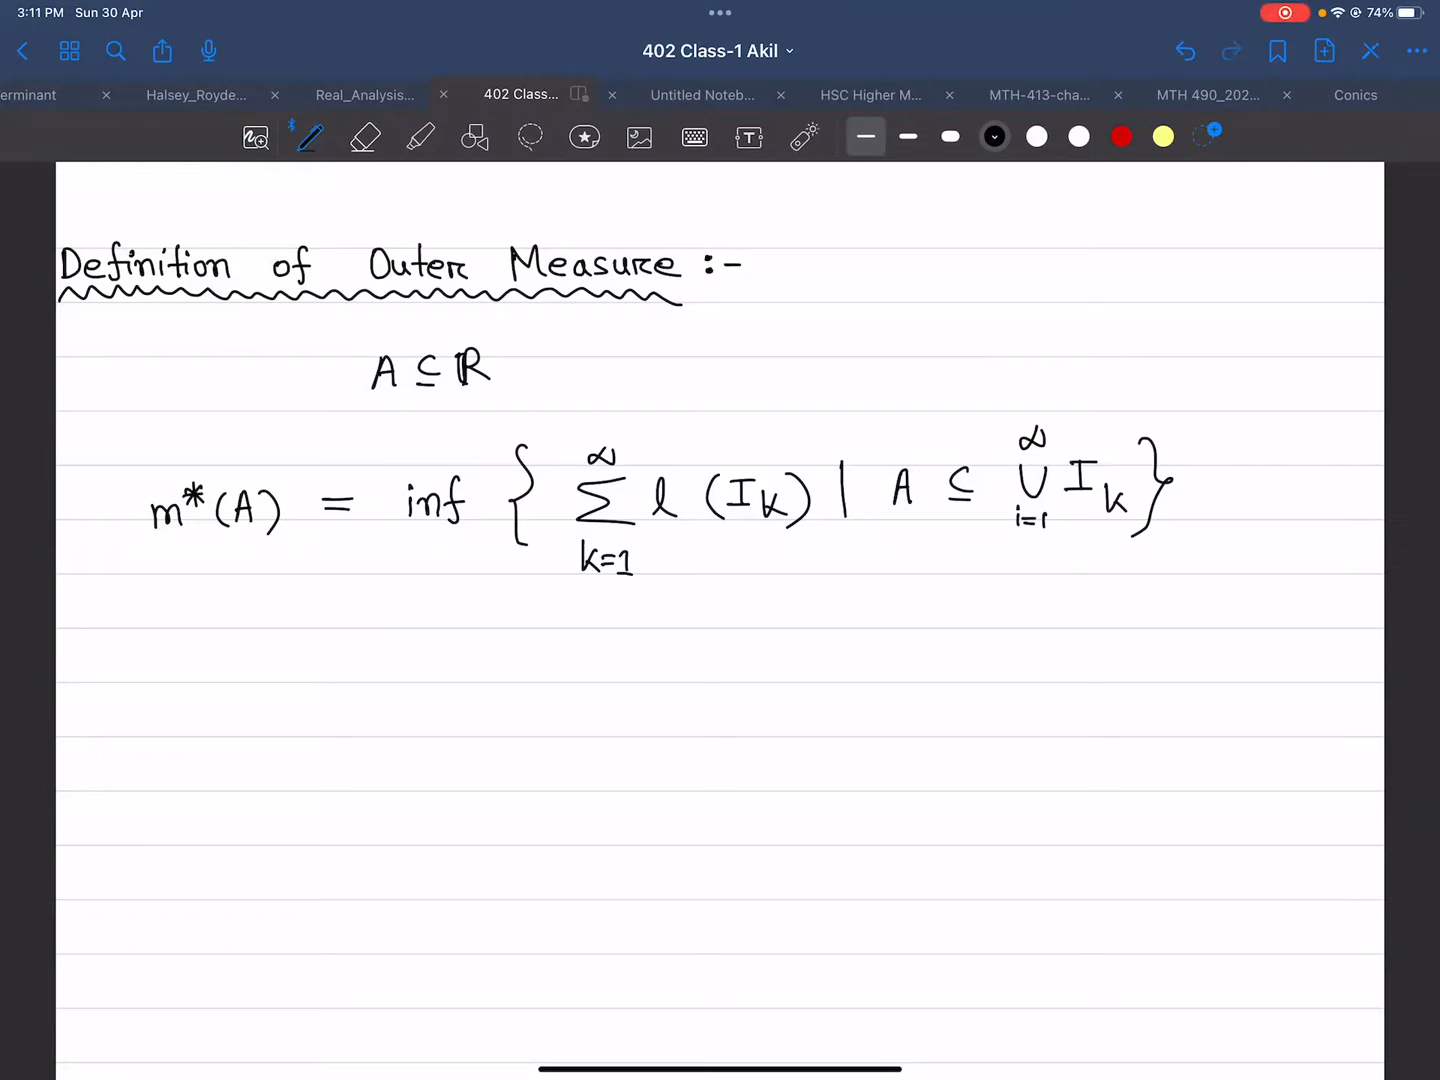 3:11 PM Sun 30 Apr
74%
402 Class-1 Akil
erminant
Halsey_Royde...
Real_Analysis...
402 Class...
Untitled Noteb...
HSC Higher M...
MTH-413-cha...
MTH 490_202...
Conics
Definition of Outer Measure :-
A ⊆ ℝ
m*(A) = inf { ∑_{k=1}^{∞} l(I_k) | A ⊆ ∪_{i=1}^{∞} I_k }